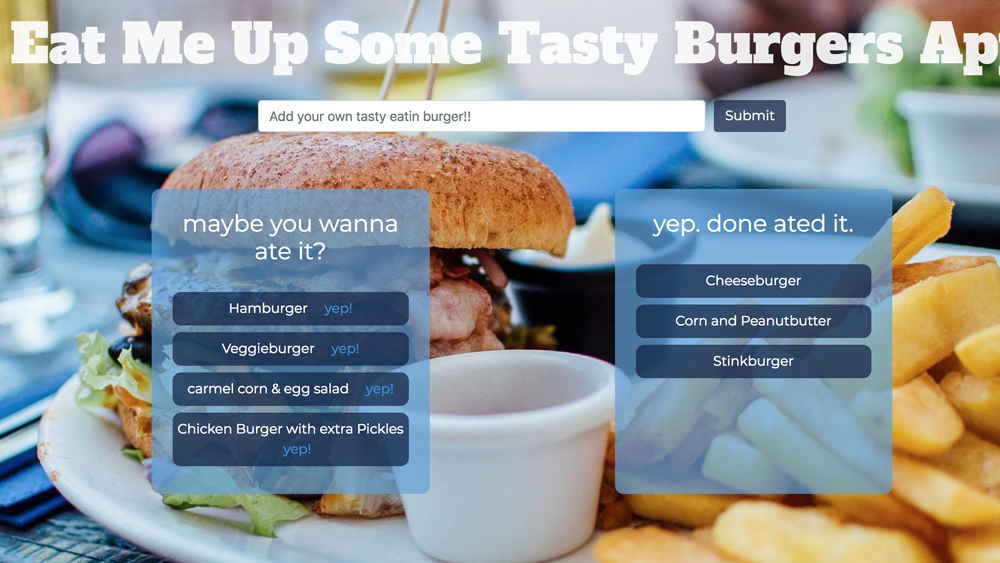 Eat Me Up Some Tasty Burgers App
Add your own tasty eatin burger!!
Submit
maybe you wanna
ate it?
Hamburger yep!
Veggieburger yep!
carmel corn & egg salad yep!
Chicken Burger with extra Pickles
yep!
yep. done ated it.
Cheeseburger
Corn and Peanutbutter
Stinkburger